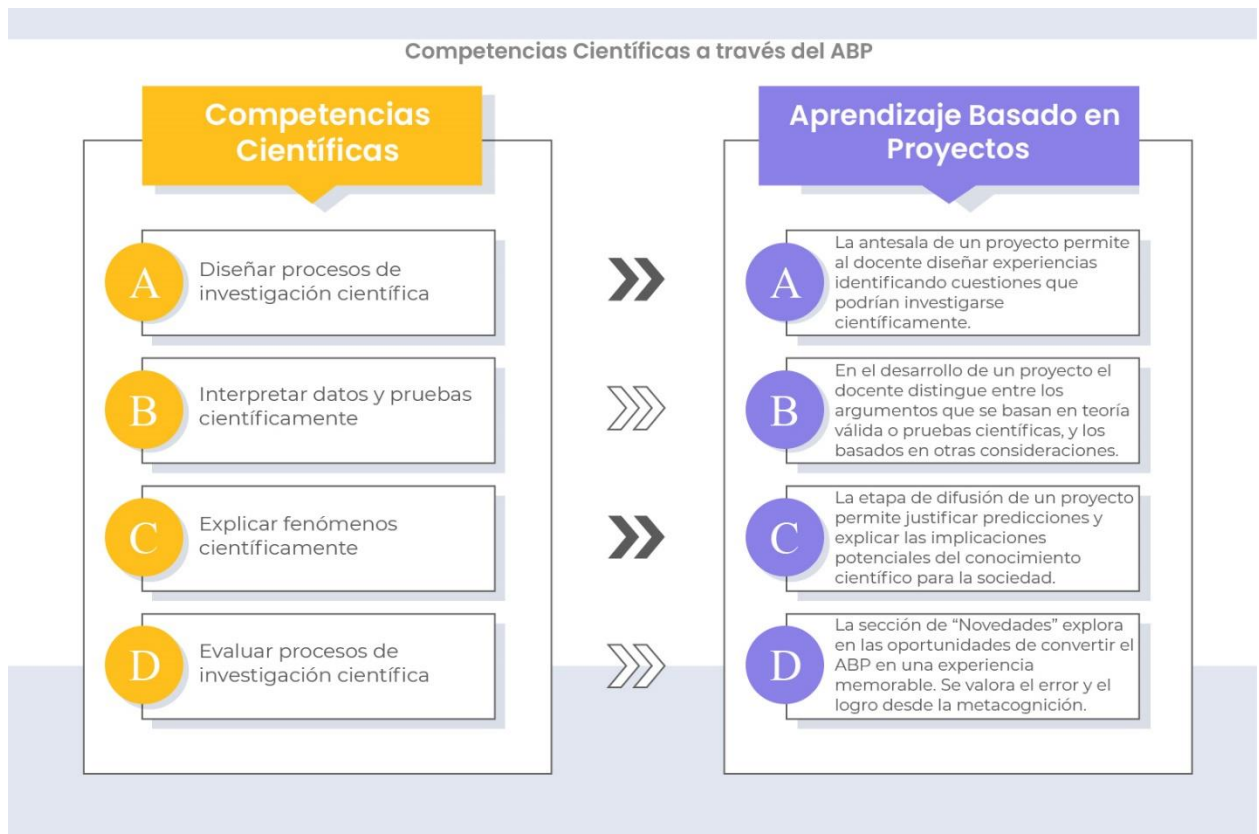 Competencias Científicas a través del ABP
Competencias
Científicas
A
Diseñar procesos de
investigación científica
B
Interpretar datos y pruebas
científicamente
C
Explicar fenómenos
científicamente
D
Evaluar procesos de
investigación científica
Aprendizaje Basado en
Proyectos
A
La antesala de un proyecto permite
al docente diseñar experiencias
identificando cuestiones que
podrían investigarse
científicamente.
B
En el desarrollo de un proyecto el
docente distingue entre los
argumentos que se basan en teoría
válida o pruebas científicas, y los
basados en otras consideraciones.
C
La etapa de difusión de un proyecto
permite justificar predicciones y
explicar las implicaciones
potenciales del conocimiento
científico para la sociedad.
D
La sección de “Novedades” explora
en las oportunidades de convertir el
ABP en una experiencia
memorable. Se valora el error y el
logro desde la metacognición.